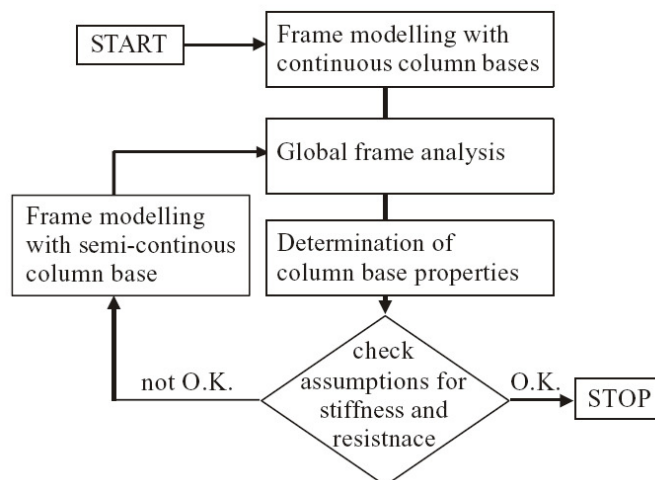 START
Frame modelling with
continuous column bases
Global frame analysis
Frame modelling
with semi-continous
column base
Determination of
column base properties
not O.K.
check
assumptions for
stiffness and
resistnace
O.K.
STOP